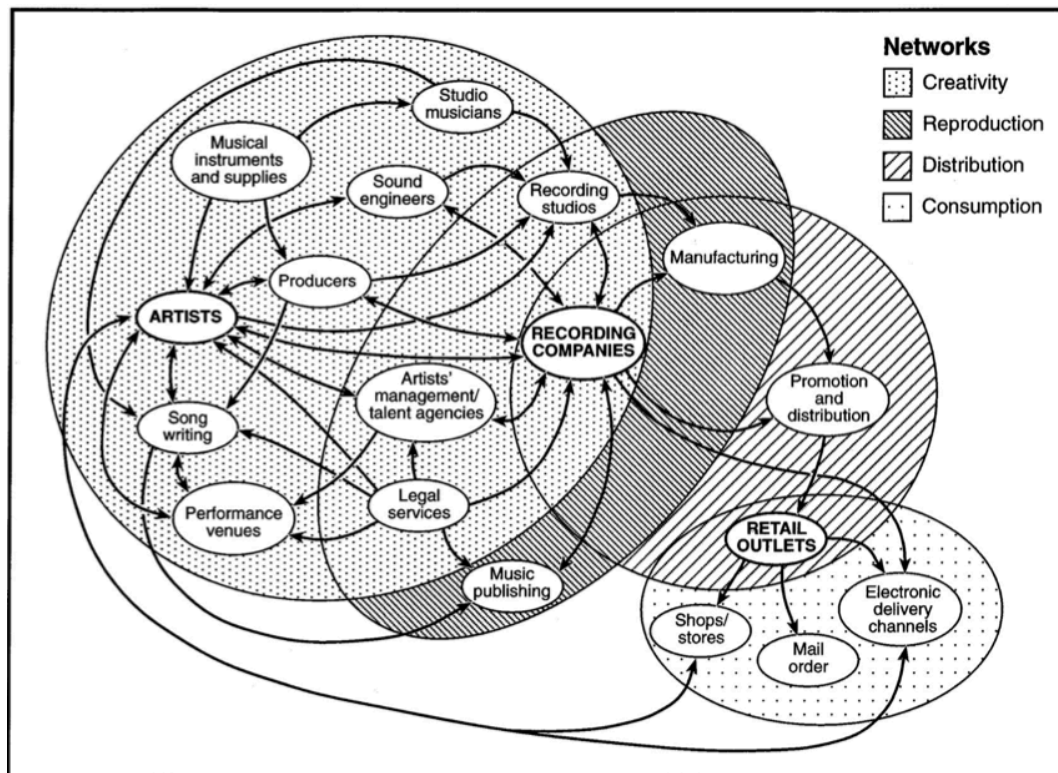 Networks
Creativity
Reproduction
Distribution
Consumption
Studio
musicians
Musical
instruments
and supplies
Sound
engineers
Recording
studios
Manufacturing
Producers
ARTISTS
RECORDING
COMPANIES
Artists'
management/
talent agencies
Promotion
and
distribution
Song
writing
Legal
services
Performance
venues
RETAIL
OUTLETS
Music
publishing
Electronic
delivery
channels
Shops/
stores
Mail
order